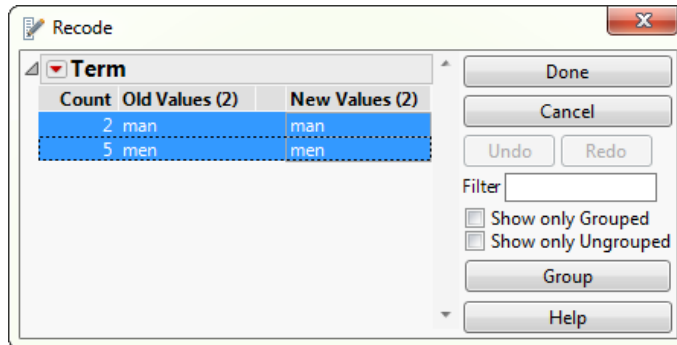 Recode
Term
Count Old Values (2) New Values (2)
2 man man
5 men men
Done
Cancel
Undo Redo
Filter
Show only Grouped
Show only Ungrouped
Group
Help